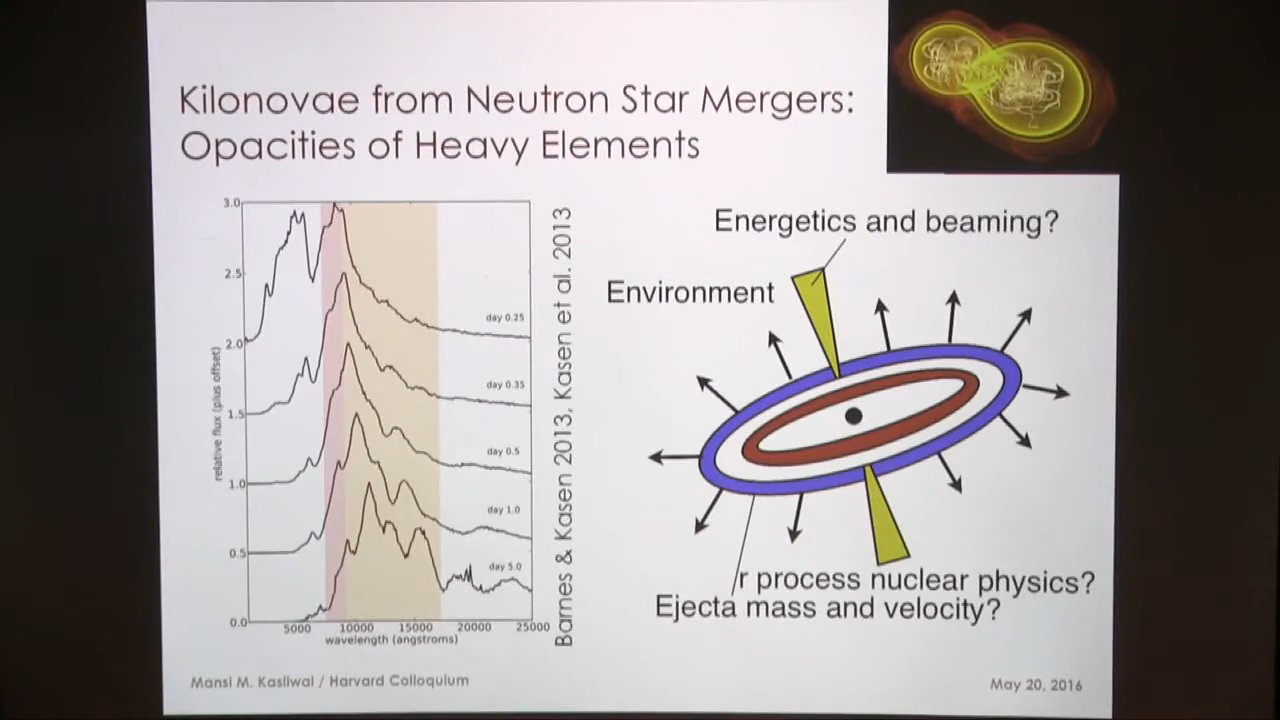 Kilonovae from Neutron Star Mergers:
Opacities of Heavy Elements
3.0
2.5
2.0
1.5
1.0
0.5
0.0
relative flux (plus offset)
day 0.25
day 0.35
day 0.5
day 1.0
day 5.0
5000
10000
15000
20000
25000
wavelength (angstroms)
Barnes & Kasen 2013, Kasen et al. 2013
Energetics and beaming?
Environment
r process nuclear physics?
Ejecta mass and velocity?
Mansi M. Kasliwal / Harvard Colloquium
May 20, 2016